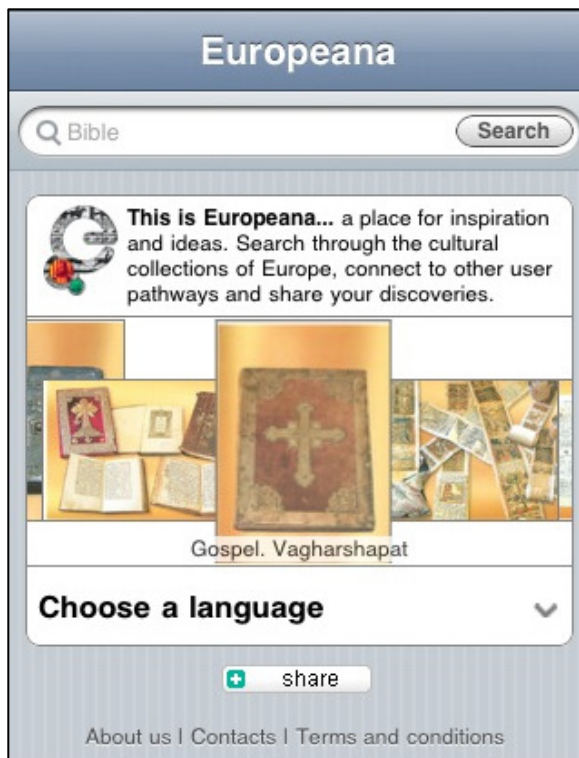 Europeana
Bible
Search
This is Europeana... a place for inspiration
and ideas. Search through the cultural
collections of Europe, connect to other user
pathways and share your discoveries.
Gospel. Vagharshapat
Choose a language
share
About us | Contacts | Terms and conditions